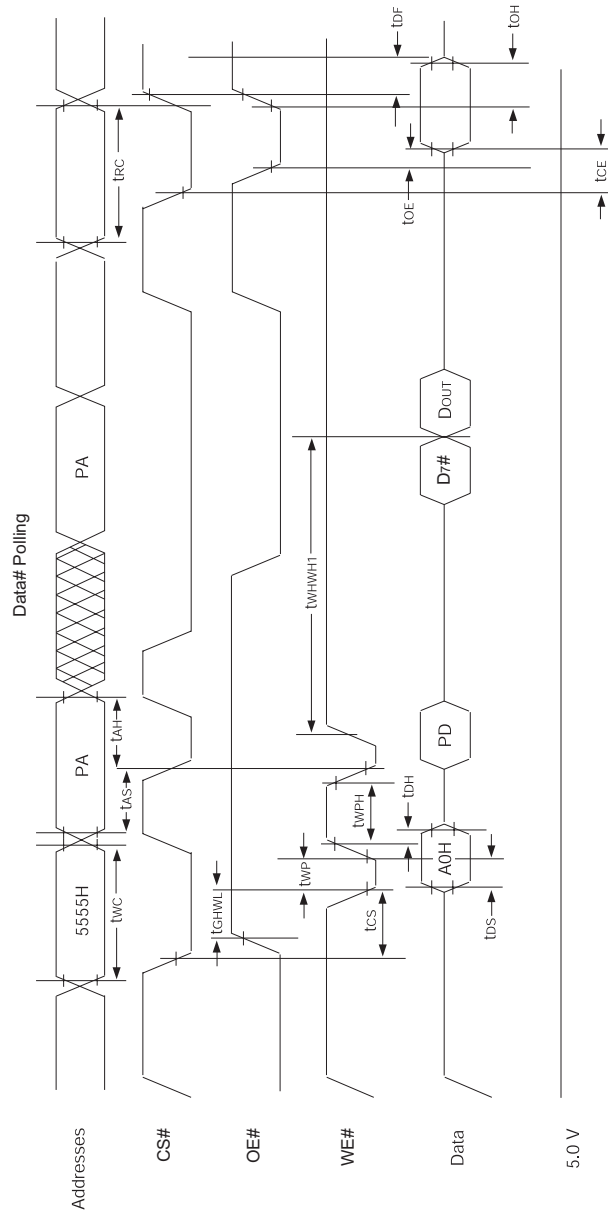 Data# Polling
Addresses
5555H
PA
PA
tWC
tAS
tAH
tRC
CS#
OE#
tGHWL
WE#
tCS
tWP
tWPH
tWHWH1
Data
A0H
PD
D7#
DOUT
tDS
tDH
tOE
tDF
tCE
tOH
5.0 V